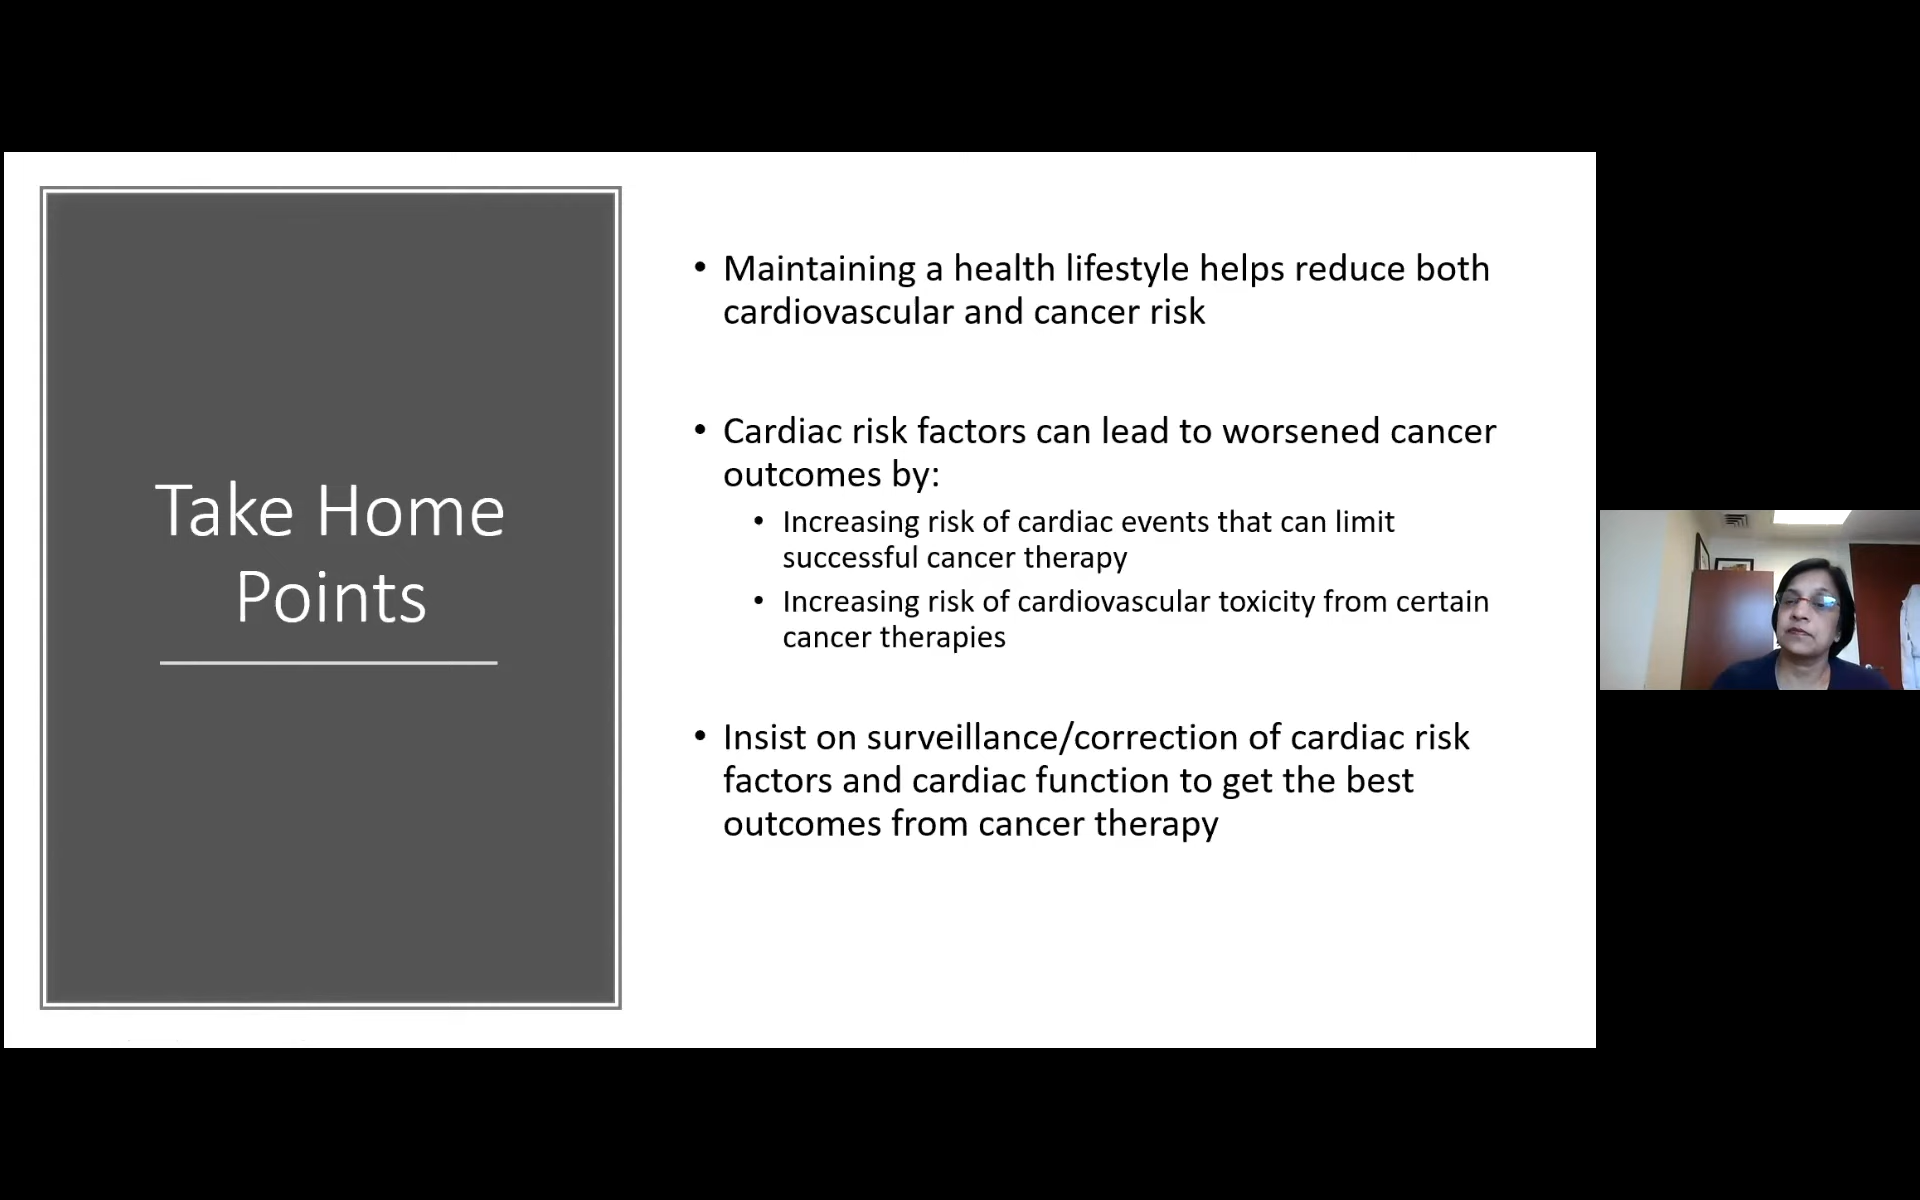 Take Home
Points
• Maintaining a health lifestyle helps reduce both
cardiovascular and cancer risk
• Cardiac risk factors can lead to worsened cancer
outcomes by:
• Increasing risk of cardiac events that can limit
successful cancer therapy
• Increasing risk of cardiovascular toxicity from certain
cancer therapies
• Insist on surveillance/correction of cardiac risk
factors and cardiac function to get the best
outcomes from cancer therapy